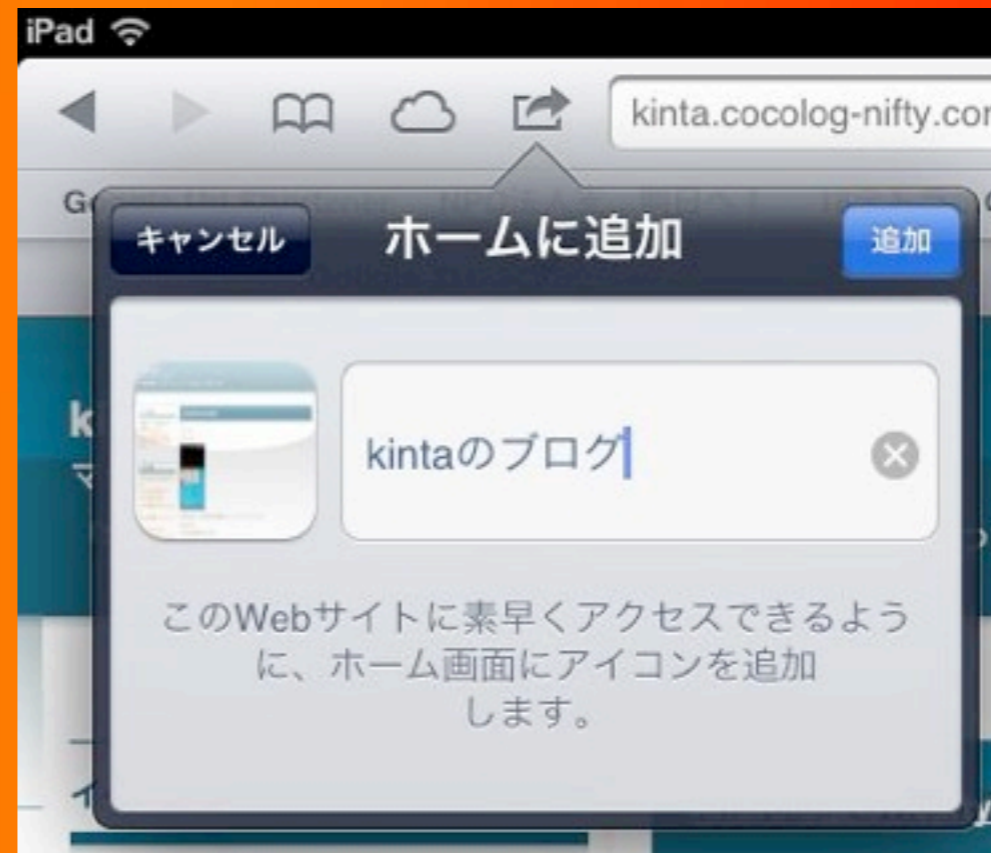 iPad
kinta.cocolog-nifty.com
キャンセル
ホームに追加
追加
kintaのブログ
このWebサイトに素早くアクセスできるよう
に、ホーム画面にアイコンを追加
します。